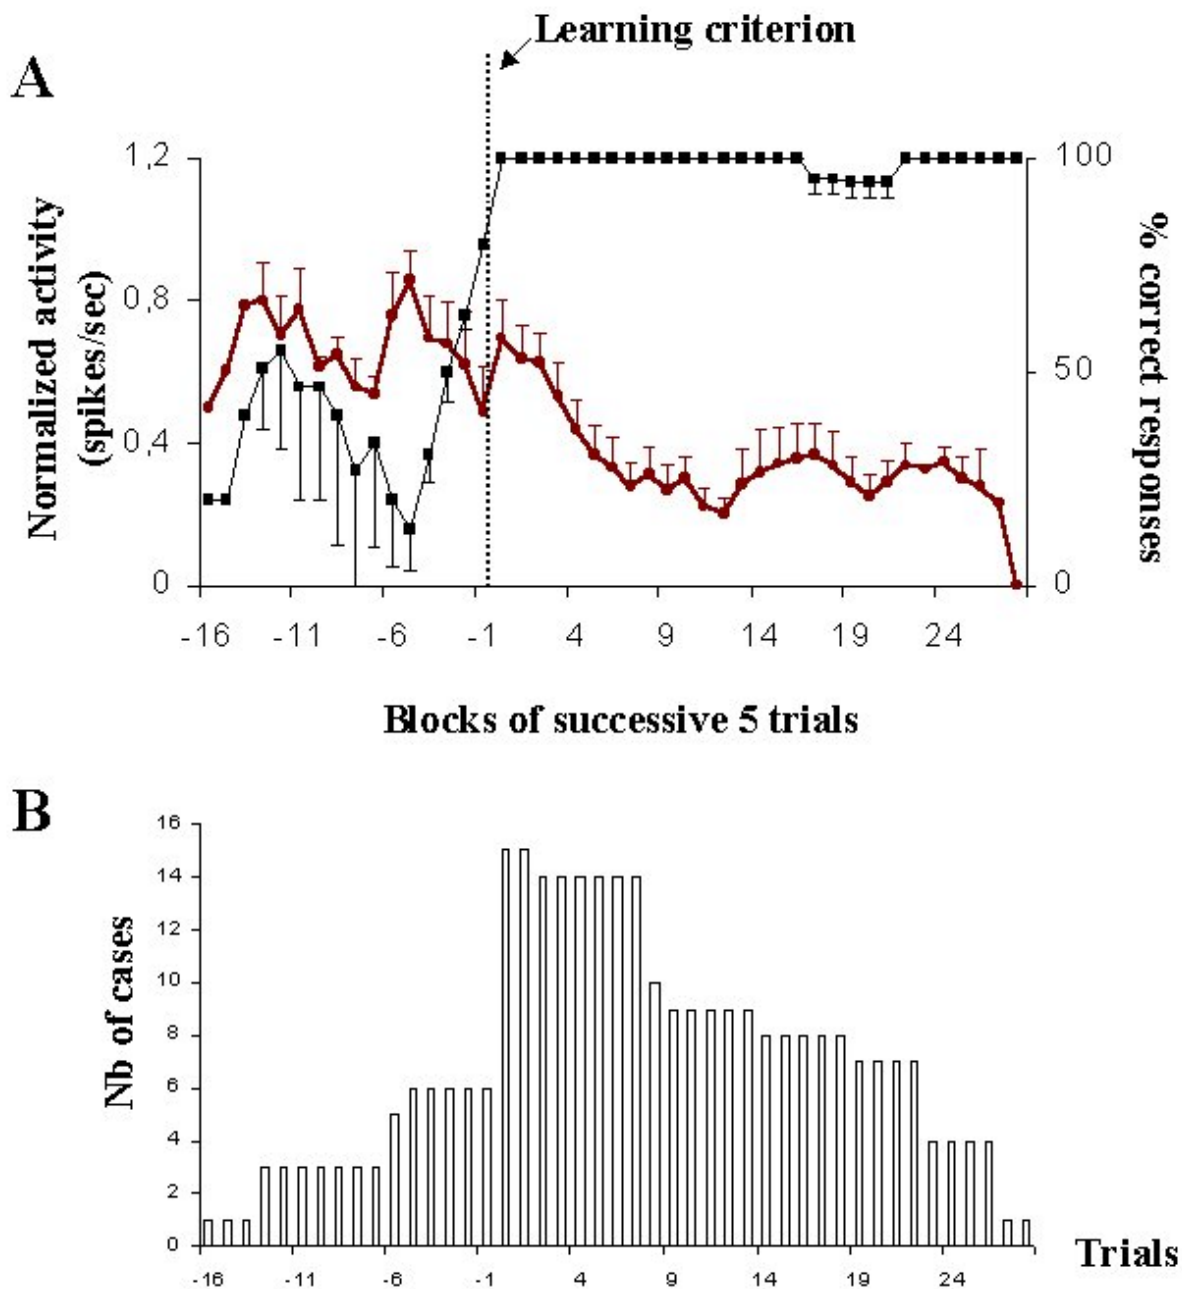 Learning criterion
A
1,2
0,8
0,4
0
Normalized activity
(spikes/sec)
100
50
0
% correct responses
-16 -11 -6 -1 4 9 14 19 24
Blocks of successive 5 trials
B
16
14
12
10
8
6
4
2
0
Nb of cases
-16 -11 -6 -1 4 9 14 19 24
Trials